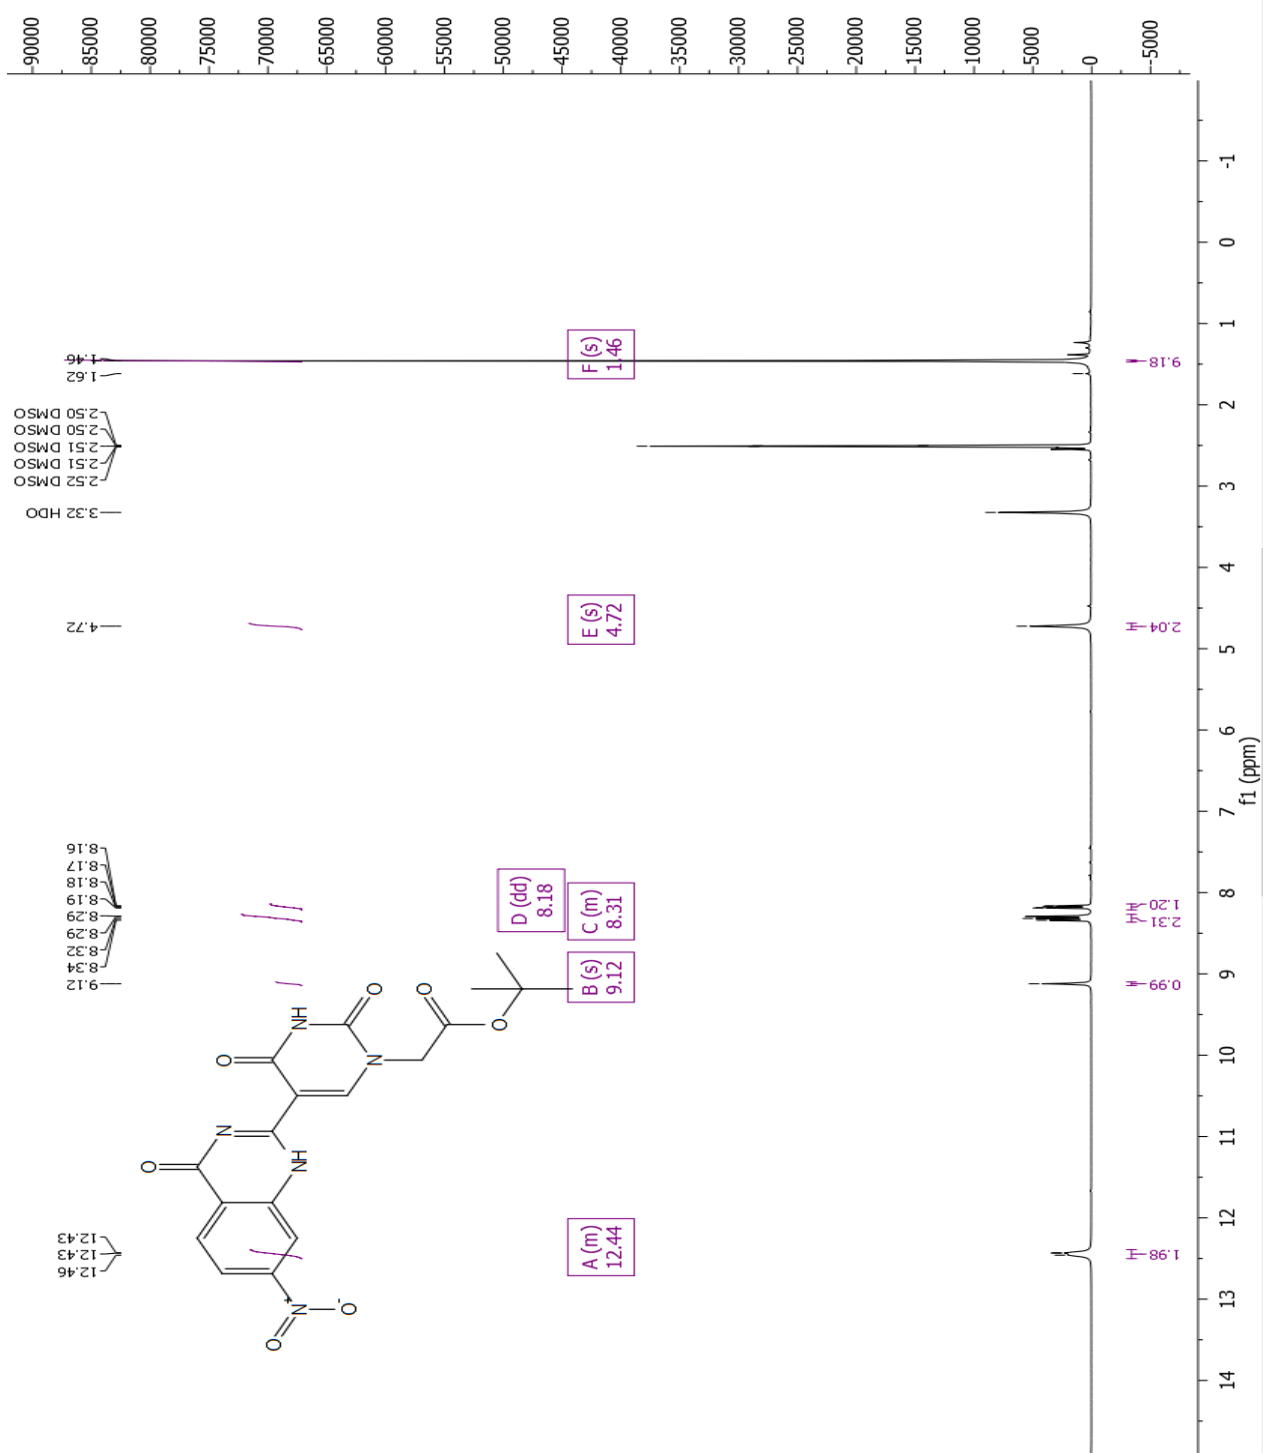 90000
85000
80000
75000
70000
65000
60000
55000
50000
45000
40000
35000
30000
25000
20000
15000
10000
5000
0
-5000
1.46
1.62
2.50 DMSO
2.50 DMSO
2.51 DMSO
2.51 DMSO
2.52 DMSO
3.32 HDO
4.72
8.16
8.17
8.18
8.19
8.29
8.29
8.32
8.34
9.12
12.43
12.43
12.46
F (s)
1.46
E (s)
4.72
D (dd)
8.18
C (m)
8.31
B (s)
9.12
A (m)
12.44
O
O
NH
O
O
N
N
O
NH
N+
O-
O
9.18
2.04
1.20
2.31
0.99
1.98
-1
0
1
2
3
4
5
6
7
8
9
10
11
12
13
14
f1 (ppm)